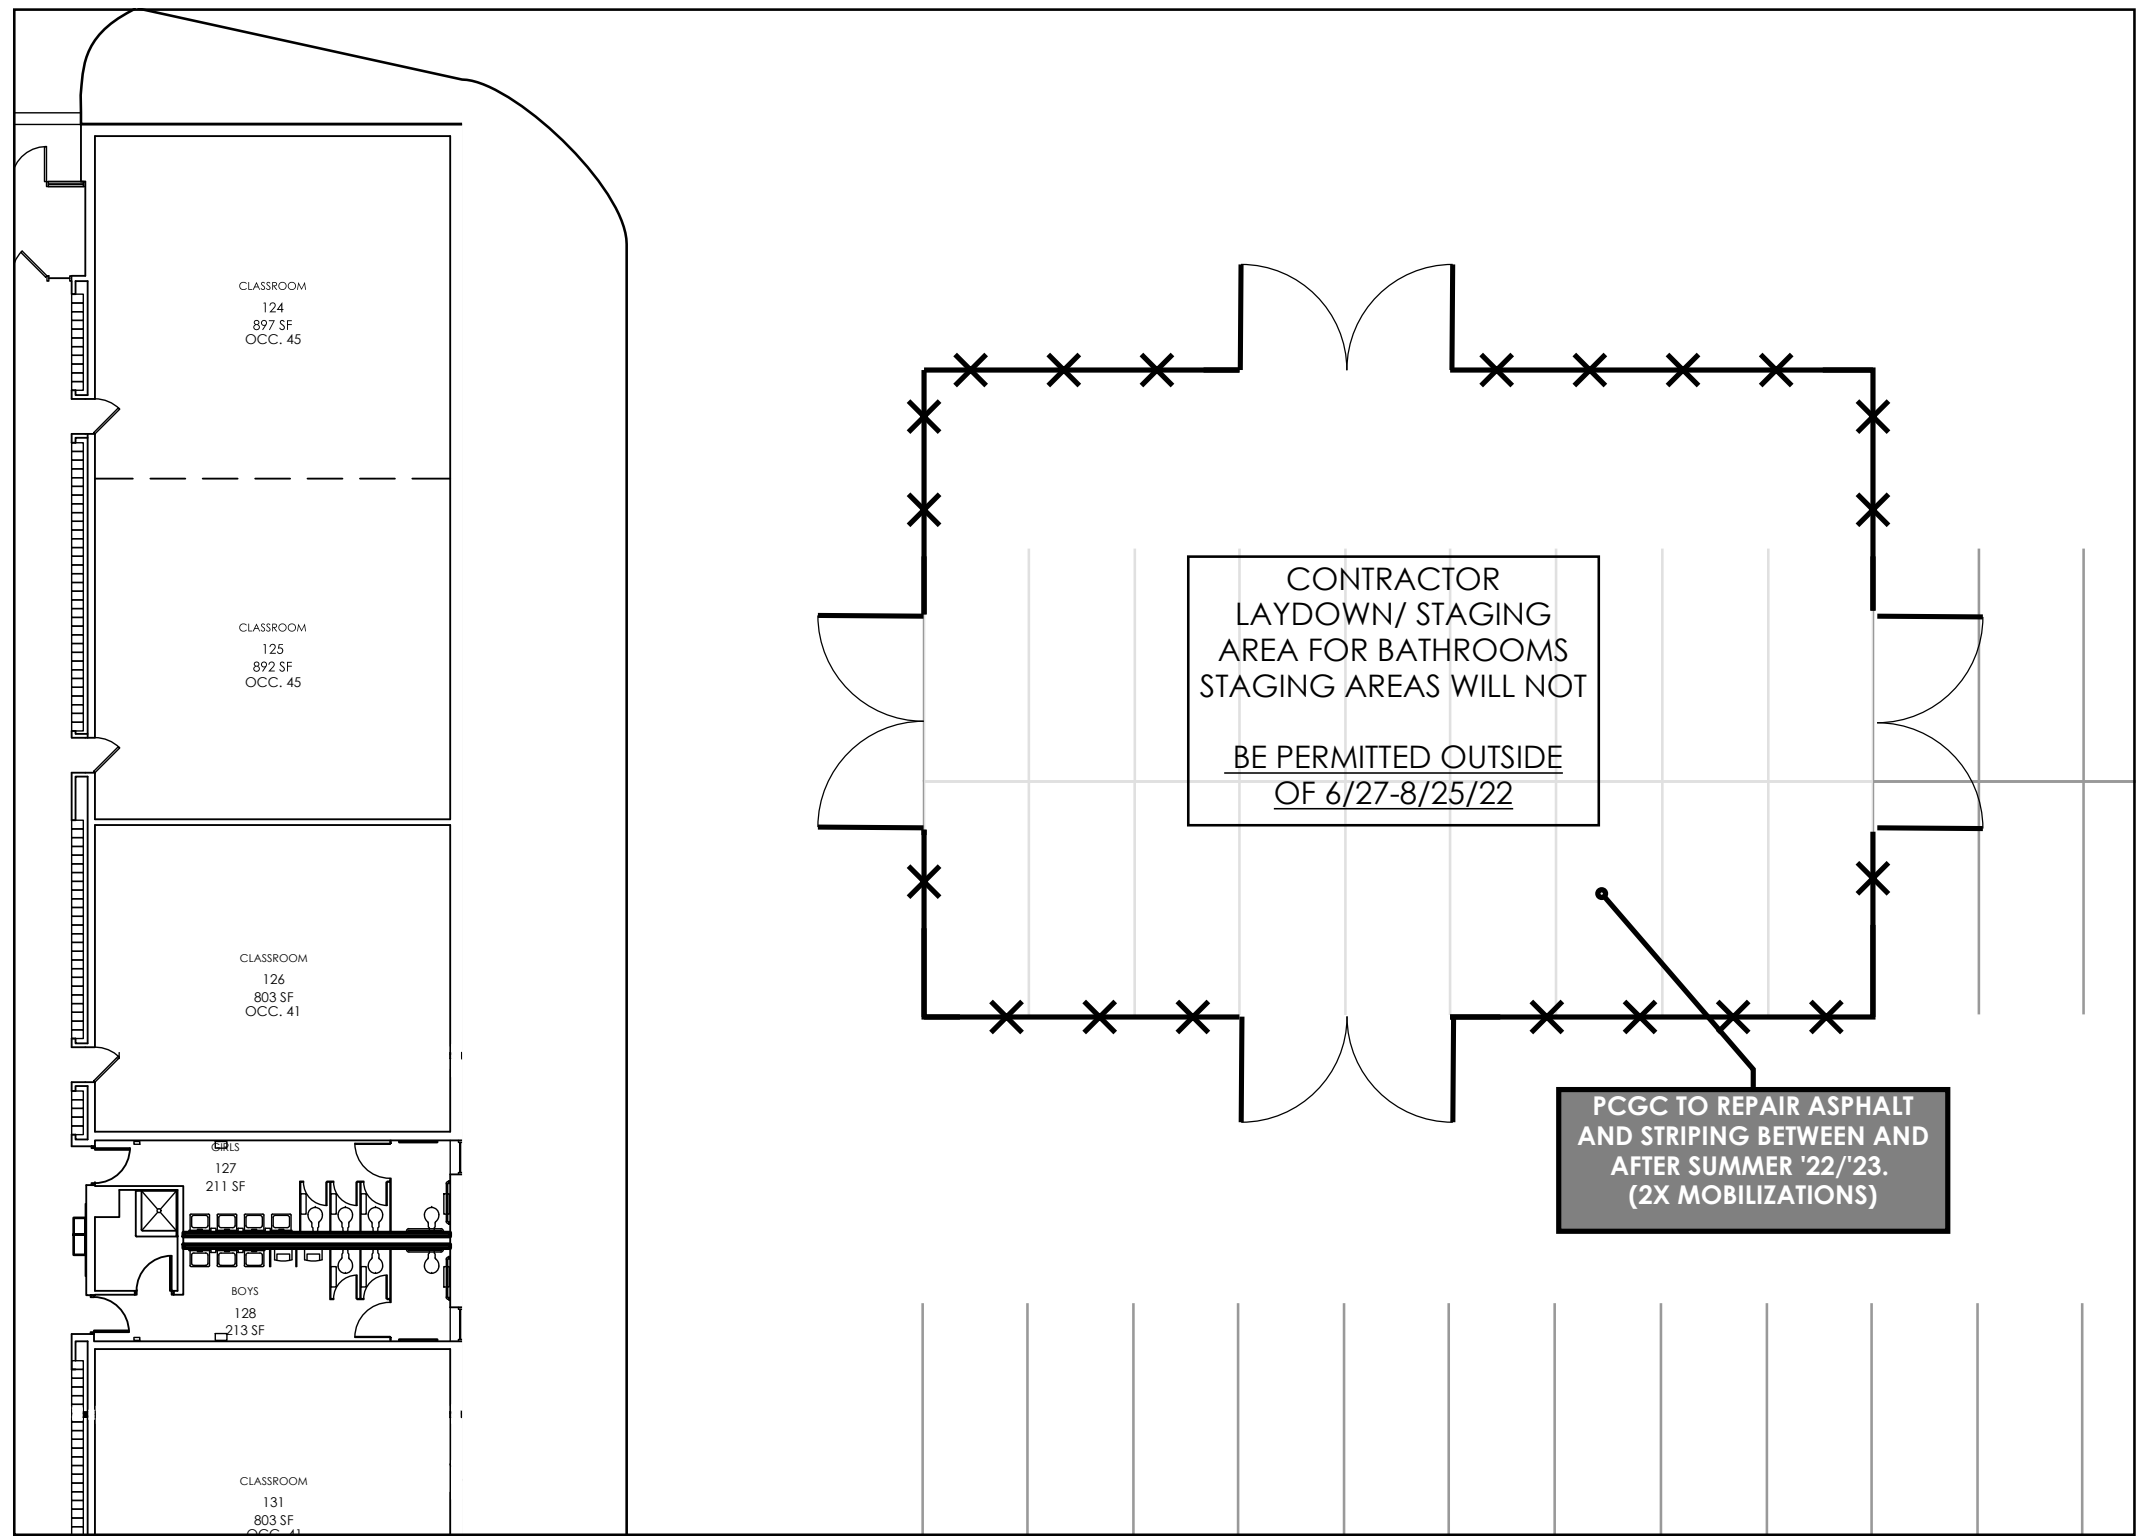 CLASSROOM
124
897 SF
OCC. 45
CLASSROOM
125
892 SF
OCC. 45
CLASSROOM
126
803 SF
OCC. 41
GIRLS
127
211 SF
BOYS
128
213 SF
CLASSROOM
131
803 SF
OCC. 41
CONTRACTOR
LAYDOWN/ STAGING
AREA FOR BATHROOMS
STAGING AREAS WILL NOT
BE PERMITTED OUTSIDE
OF 6/27-8/25/22
PCGC TO REPAIR ASPHALT
AND STRIPING BETWEEN AND
AFTER SUMMER '22/'23.
(2X MOBILIZATIONS)